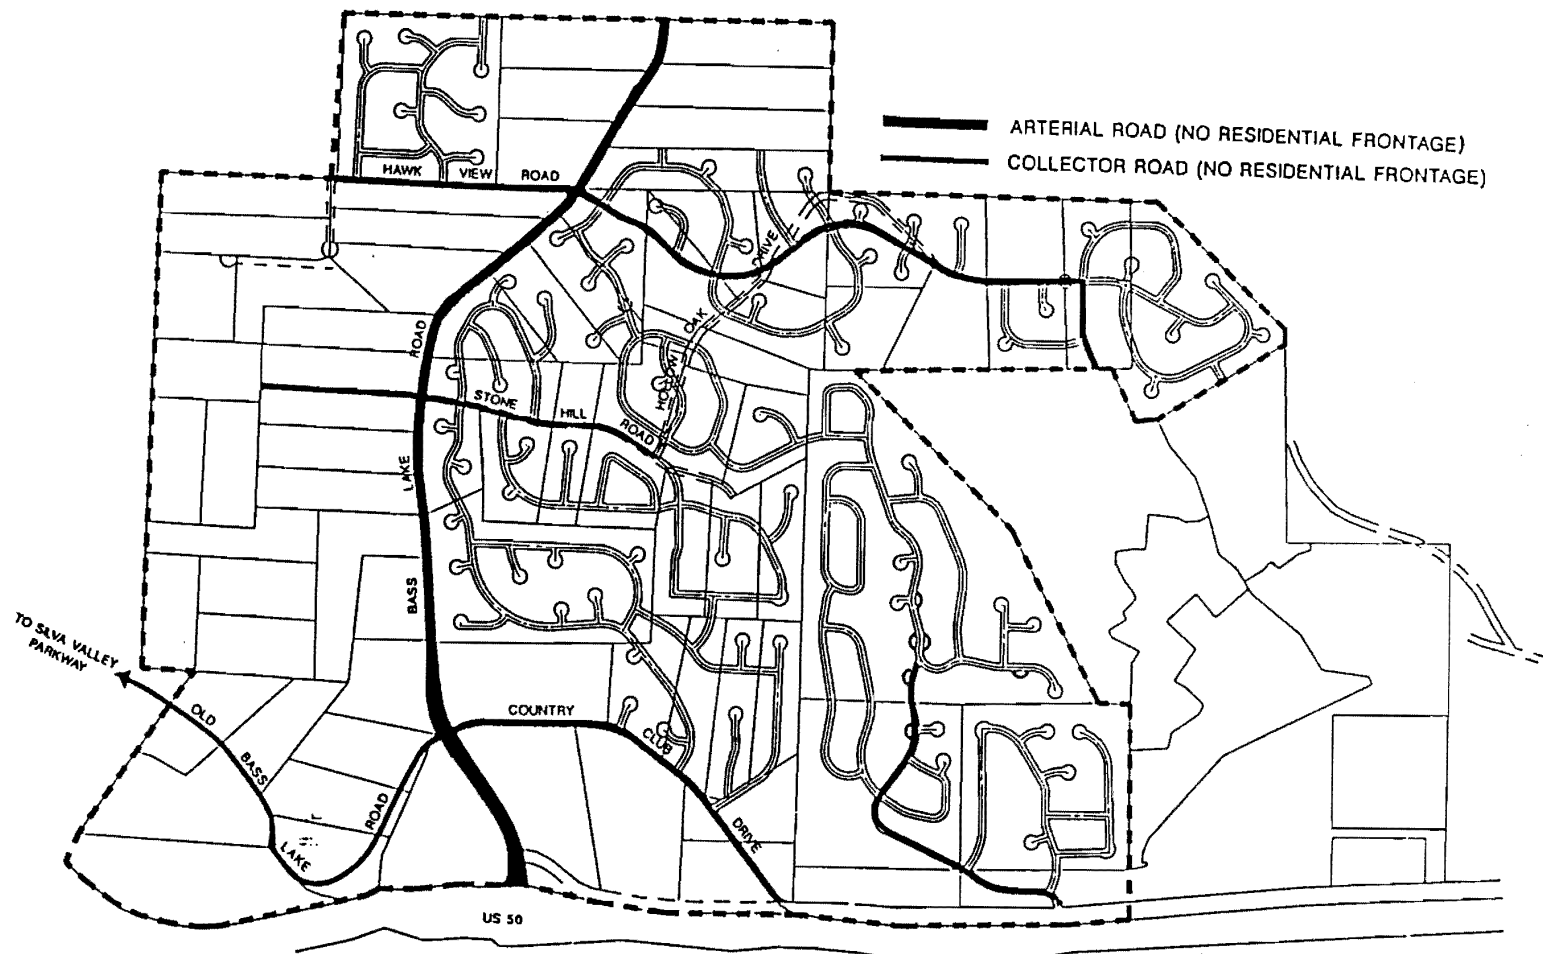 ARTERIAL ROAD (NO RESIDENTIAL FRONTAGE)
COLLECTOR ROAD (NO RESIDENTIAL FRONTAGE)
HAWK VIEW ROAD
DRIVE
OAK
HOLLOW
ROAD
LAKE
BASS
STONE HILL ROAD
TO SILVA VALLEY
PARKWAY
OLD
BASS
LAKE
ROAD
COUNTRY
CLUB
DRIVE
US 50